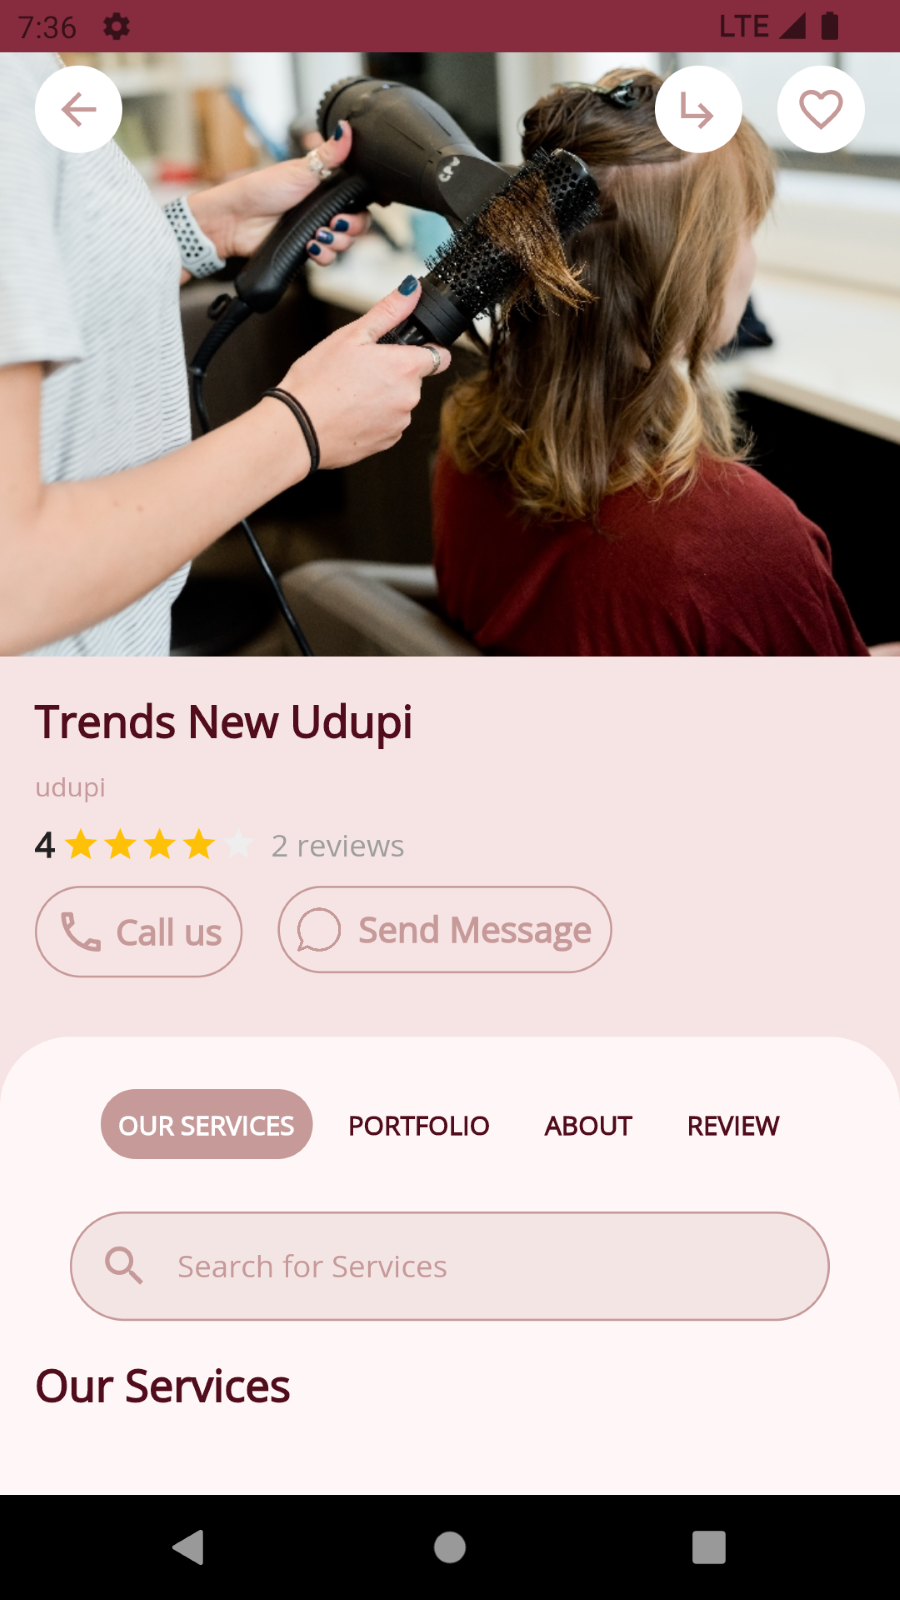 7:36 LTE
Trends New Udupi
udupi
4 2 reviews
Call us Send Message
OUR SERVICES PORTFOLIO ABOUT REVIEW
Search for Services
Our Services